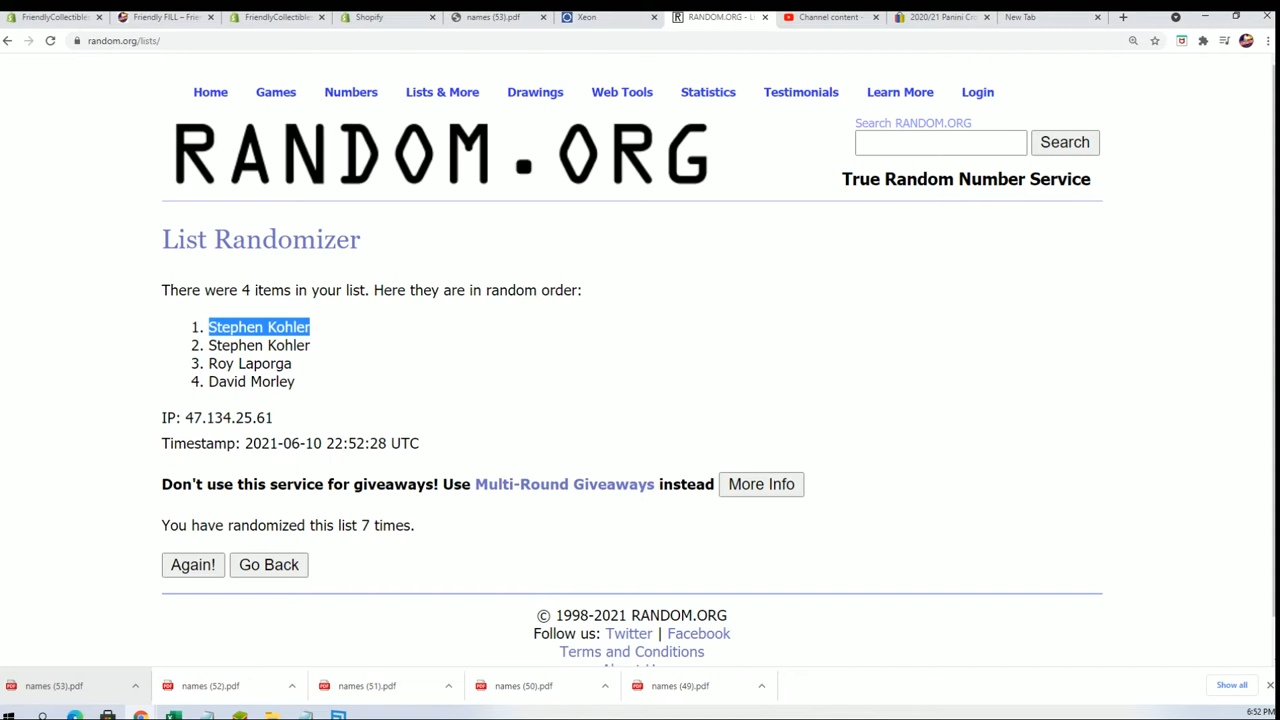 FriendlyCollectibles
Friendly FILL – Frie
FriendlyCollectibles
Shopify
names (53).pdf
Xeon
RANDOM.ORG - L
Channel content -
2020/21 Panini Cro
New Tab
random.org/lists/
Home Games Numbers Lists & More Drawings Web Tools Statistics Testimonials Learn More Login
RANDOM.ORG
Search RANDOM.ORG
Search
True Random Number Service
List Randomizer
There were 4 items in your list. Here they are in random order:
1. Stephen Kohler
2. Stephen Kohler
3. Roy Laporga
4. David Morley
IP: 47.134.25.61
Timestamp: 2021-06-10 22:52:28 UTC
Don't use this service for giveaways! Use Multi-Round Giveaways instead More Info
You have randomized this list 7 times.
Again! Go Back
© 1998-2021 RANDOM.ORG
Follow us: Twitter | Facebook
Terms and Conditions
names (53).pdf
names (52).pdf
names (51).pdf
names (50).pdf
names (49).pdf
Show all
6:52 PM